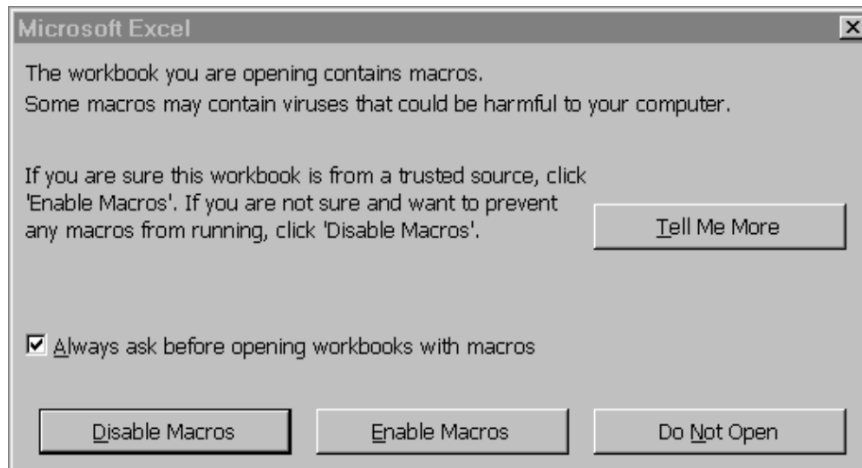 Microsoft Excel
The workbook you are opening contains macros.
Some macros may contain viruses that could be harmful to your computer.
If you are sure this workbook is from a trusted source, click
'Enable Macros'. If you are not sure and want to prevent
any macros from running, click 'Disable Macros'.
Tell Me More
Always ask before opening workbooks with macros
Disable Macros
Enable Macros
Do Not Open